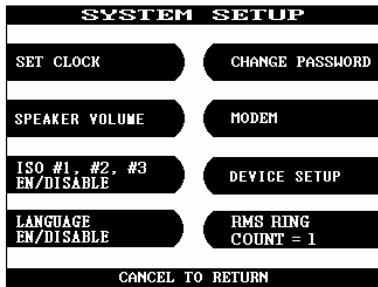 SYSTEM SETUP
SET CLOCK
CHANGE PASSWORD
SPEAKER VOLUME
MODEM
ISO #1, #2, #3
EN/DISABLE
DEVICE SETUP
LANGUAGE
EN/DISABLE
RMS RING
COUNT = 1
CANCEL TO RETURN